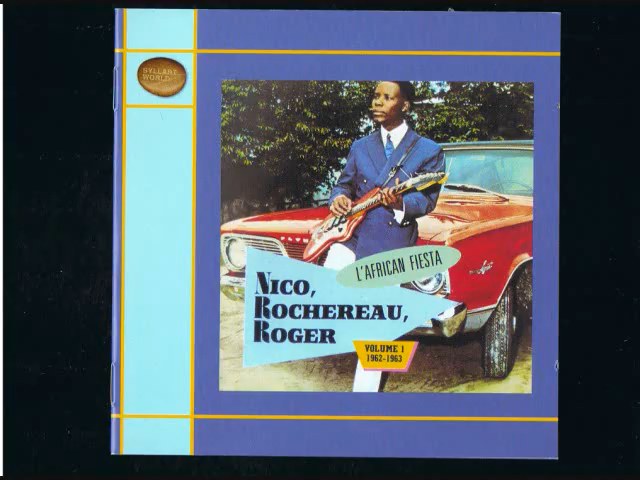 SYLLART
WORLD
L'AFRICAN FIESTA
NICO,
ROCHEREAU,
ROGER
VOLUME 1
1962-1963